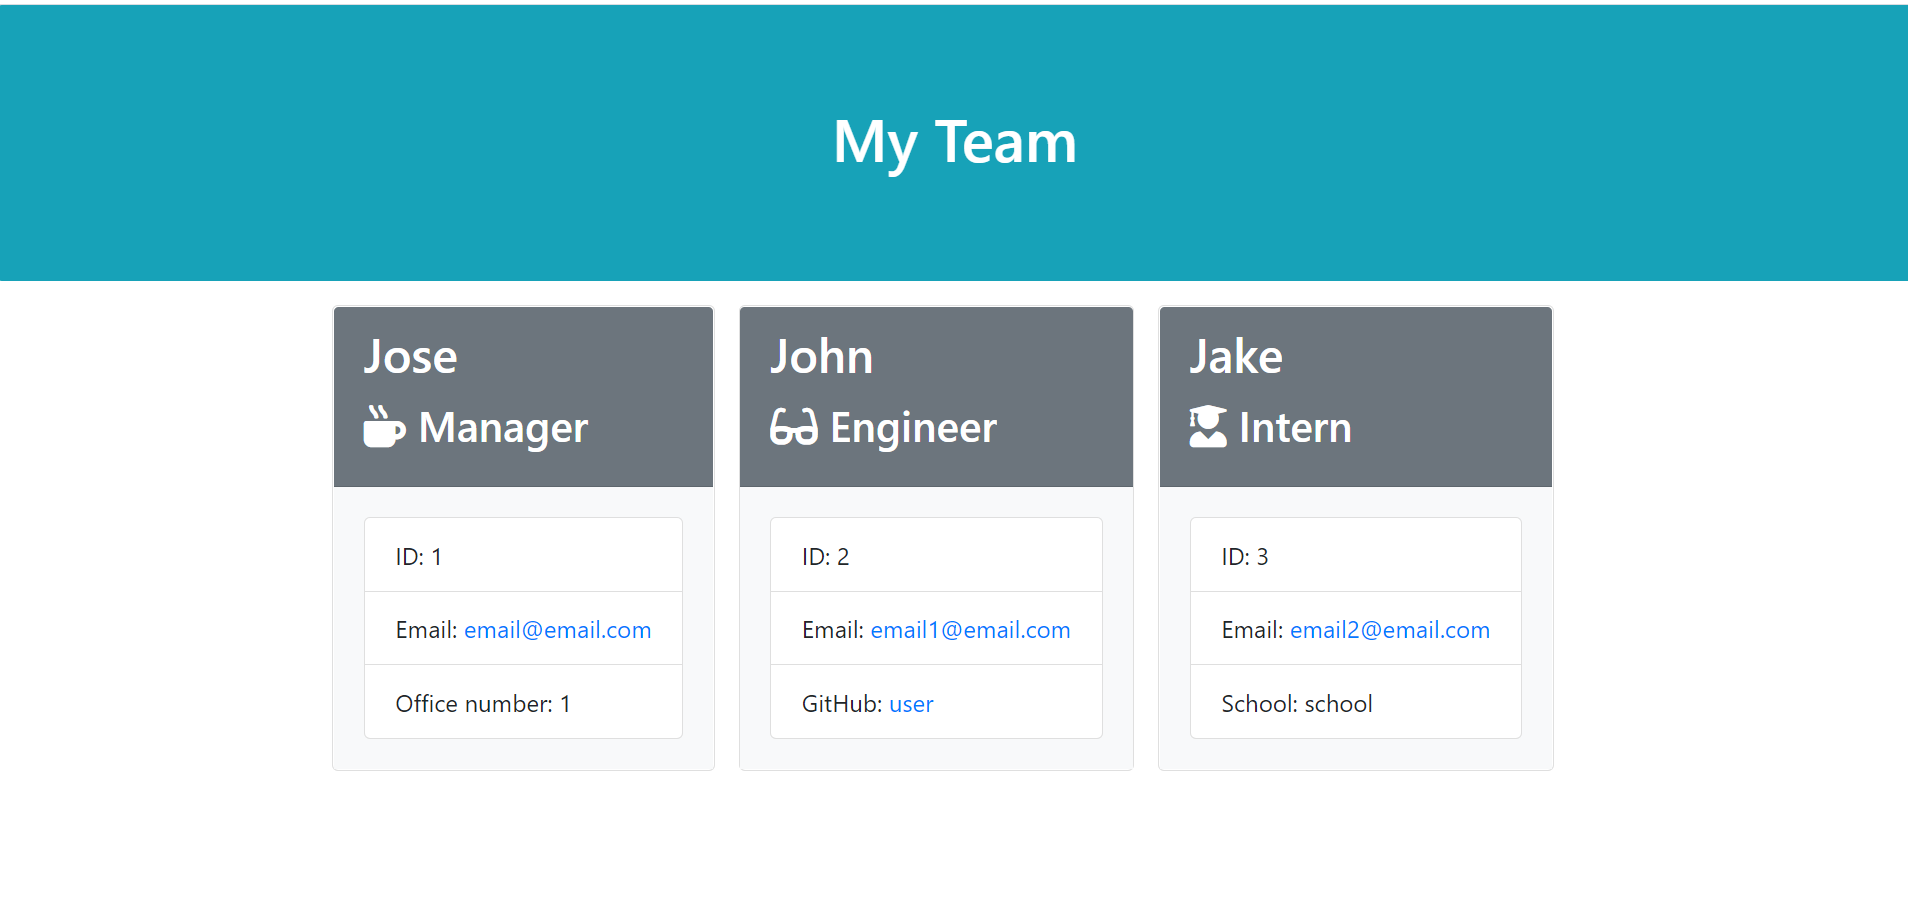 My Team
Jose
Manager
ID: 1
Email: email@email.com
Office number: 1
John
Engineer
ID: 2
Email: email1@email.com
GitHub: user
Jake
Intern
ID: 3
Email: email2@email.com
School: school